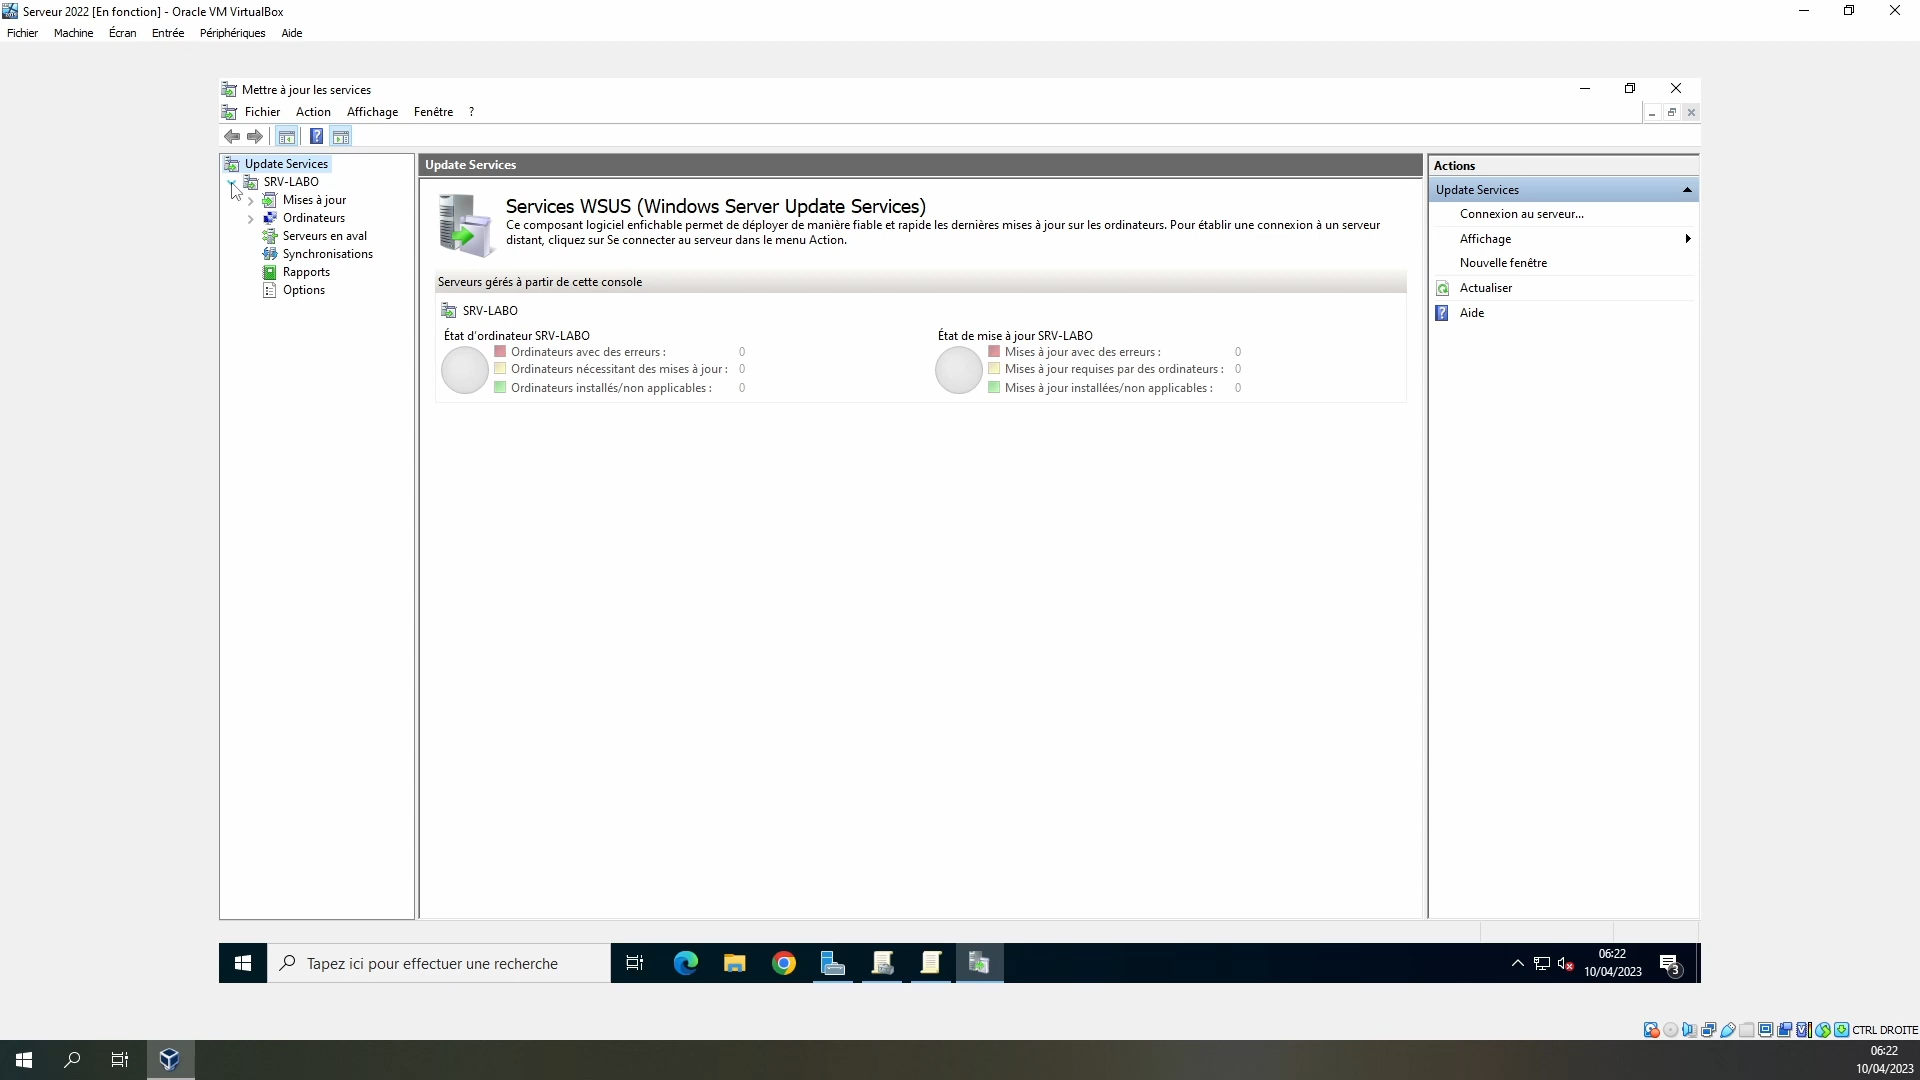 Serveur 2022 [En fonction] - Oracle VM VirtualBox
Fichier Machine Écran Entrée Périphériques Aide
Mettre à jour les services
Fichier Action Affichage Fenêtre ?
Update Services
SRV-LABO
Mises à jour
Ordinateurs
Serveurs en aval
Synchronisations
Rapports
Options
Update Services
Services WSUS (Windows Server Update Services)
Ce composant logiciel enfichable permet de déployer de manière fiable et rapide les dernières mises à jour sur les ordinateurs. Pour établir une connexion à un serveur
distant, cliquez sur Se connecter au serveur dans le menu Action.
Serveurs gérés à partir de cette console
SRV-LABO
État d'ordinateur SRV-LABO
Ordinateurs avec des erreurs : 0
Ordinateurs nécessitant des mises à jour : 0
Ordinateurs installés/non applicables : 0
État de mise à jour SRV-LABO
Mises à jour avec des erreurs : 0
Mises à jour requises par des ordinateurs : 0
Mises à jour installées/non applicables : 0
Actions
Update Services
Connexion au serveur...
Affichage
Nouvelle fenêtre
Actualiser
Aide
Tapez ici pour effectuer une recherche
06:22
10/04/2023
3
CTRL DROITE
06:22
10/04/2023